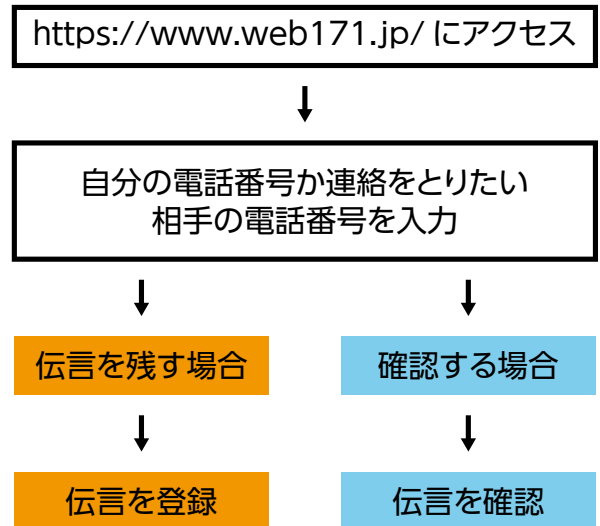 https://www.web171.jp/ にアクセス
自分の電話番号か連絡をとりたい
相手の電話番号を入力
伝言を残す場合
確認する場合
伝言を登録
伝言を確認